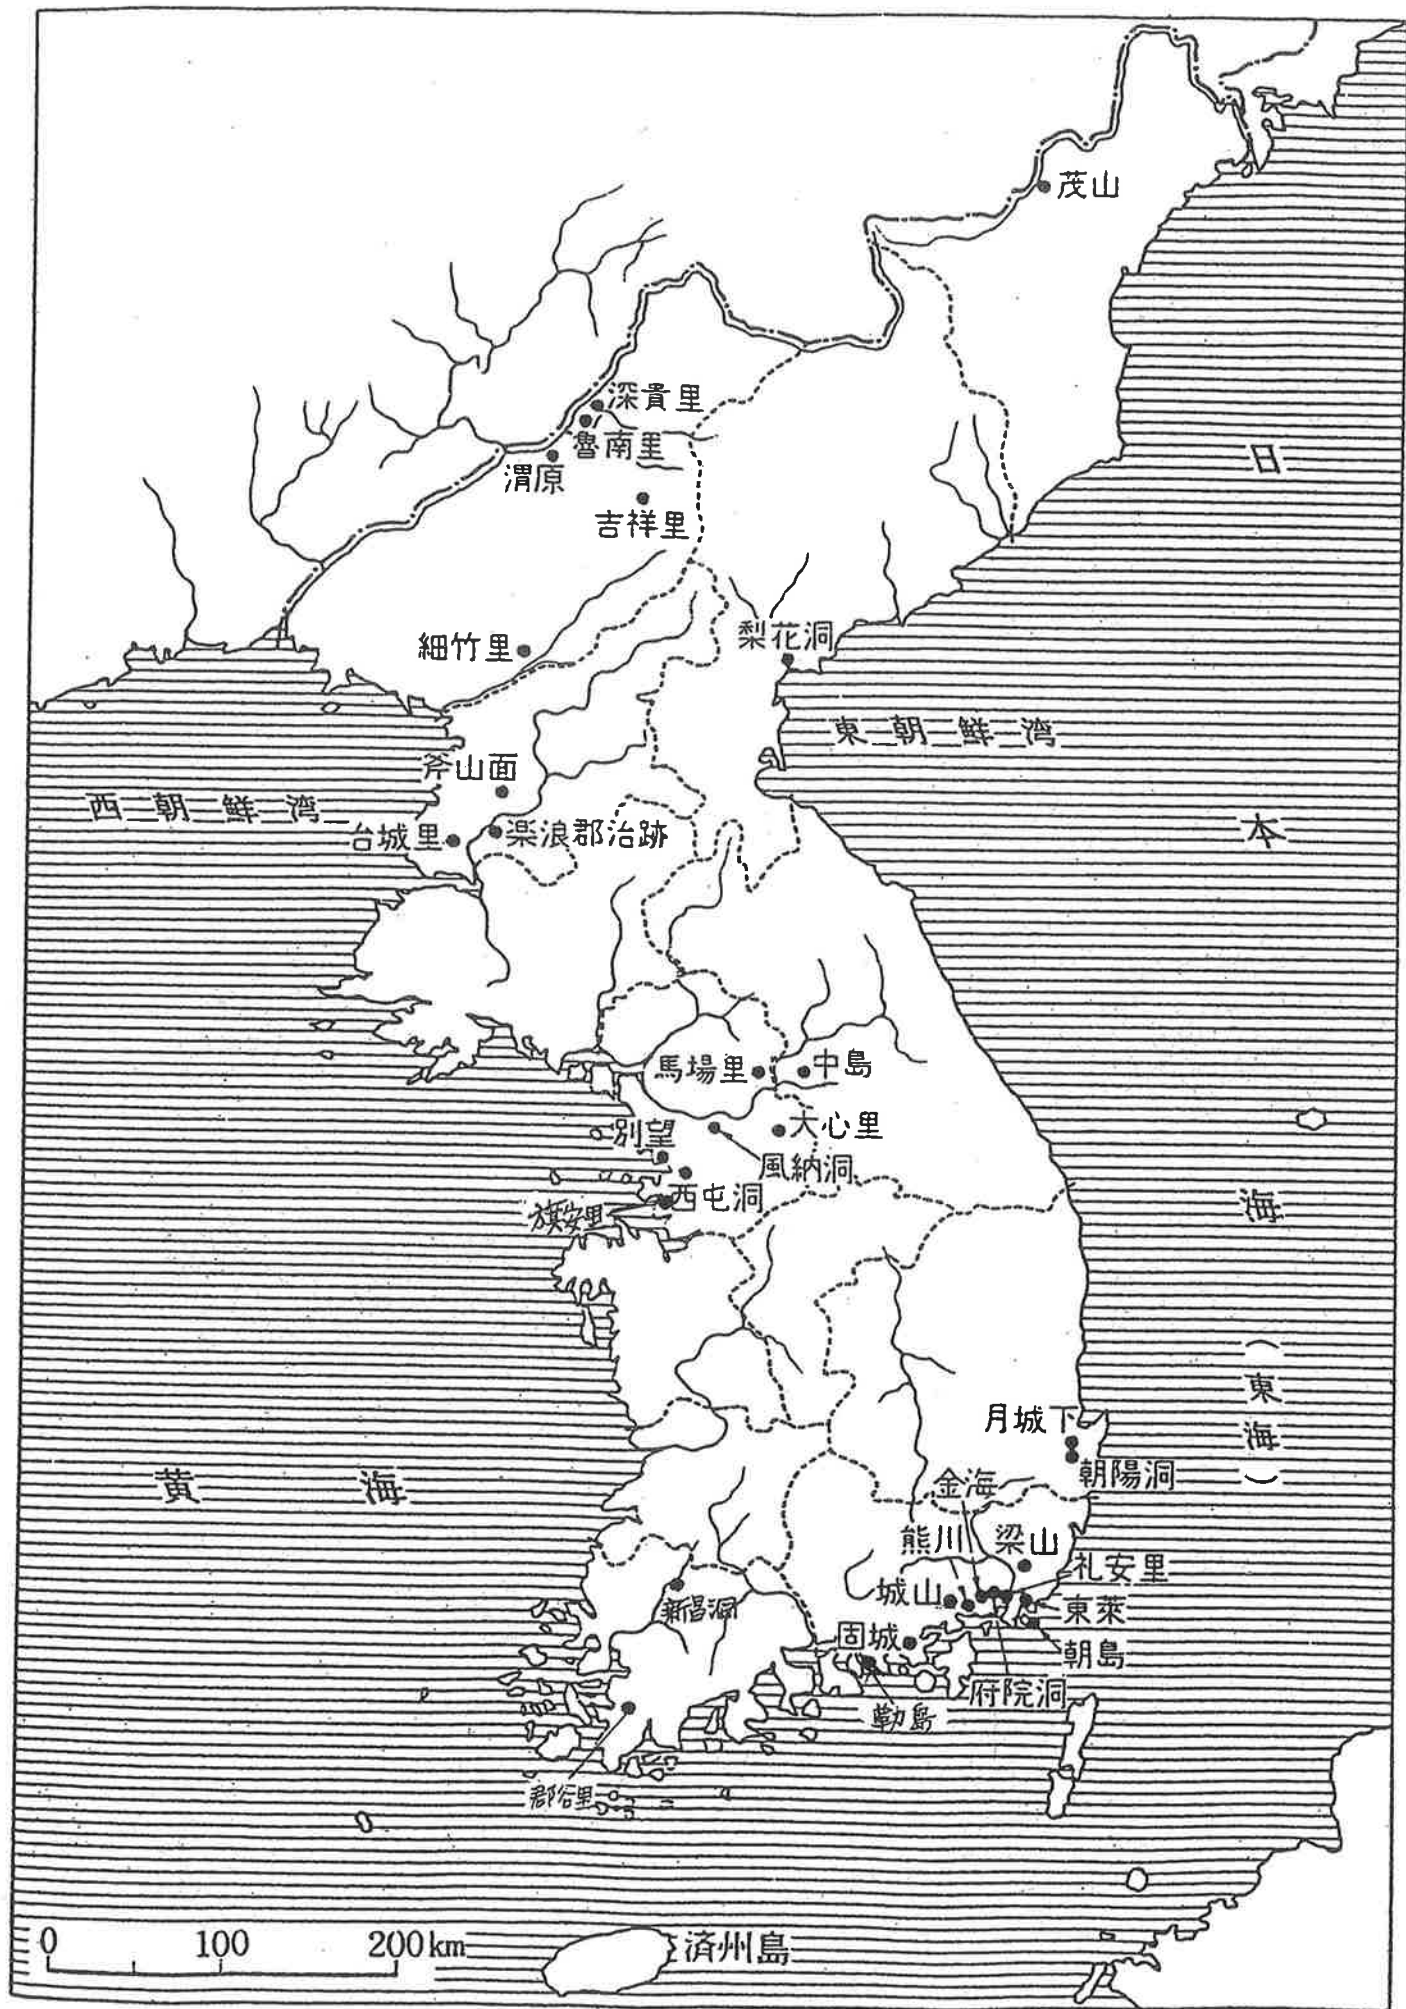 茂山
深貴里
魯南里
渭原
吉祥里
細竹里
梨花洞
東朝鮮湾
斧山面
西朝鮮湾
台城里
楽浪郡治跡
日本海(東海)
馬場里
中島
別望
大心里
風納洞
西屯洞
旗安里
月城下
朝陽洞
金海
熊川
梁山
礼安里
城山
東萊
新昌洞
固城
朝島
府院洞
勒島
郡谷里
黄海
済州島
0 100 200km